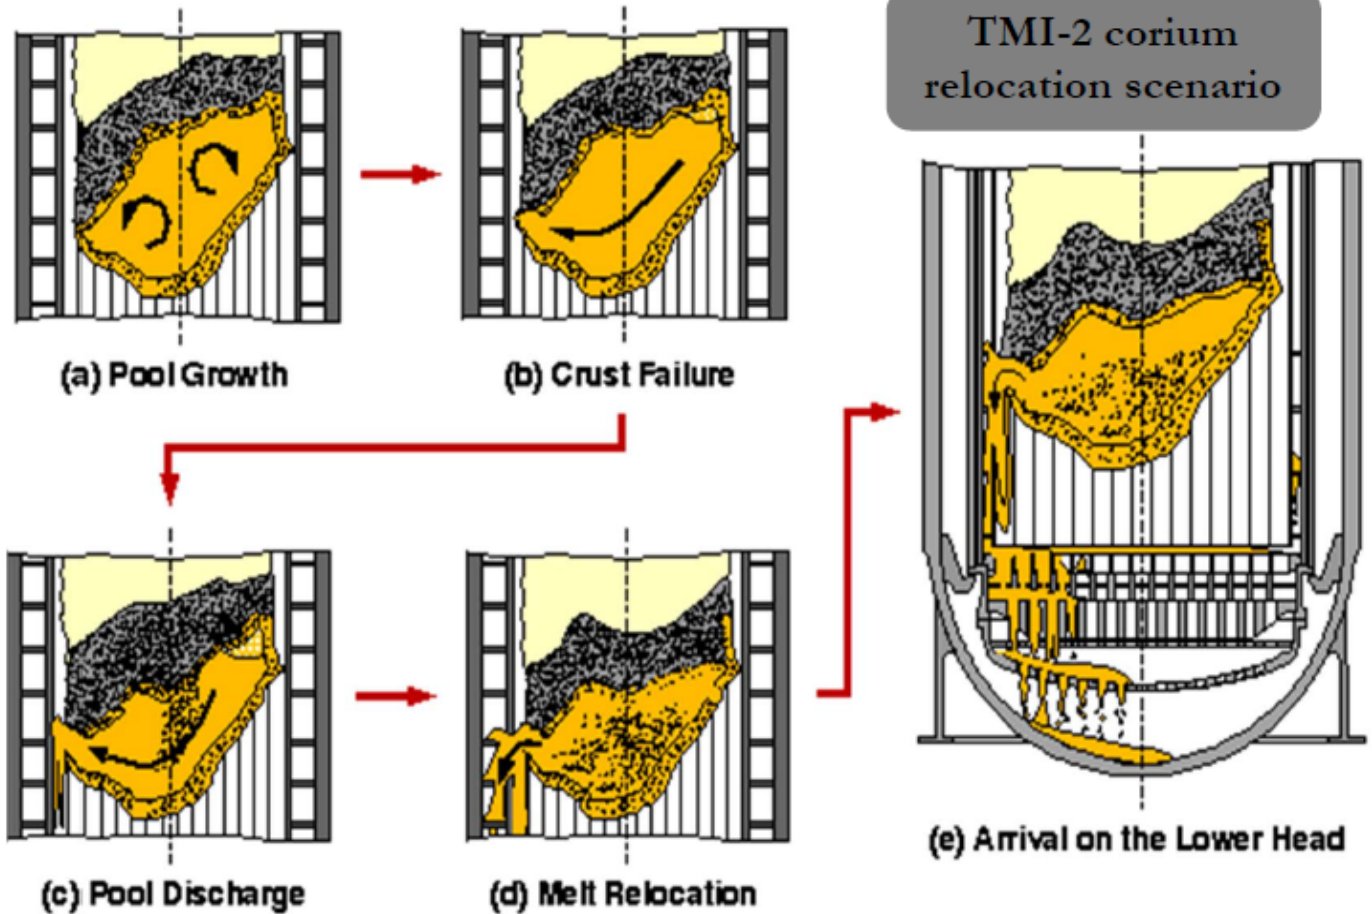 TMI-2 corium
relocation scenario
(a) Pool Growth
(b) Crust Failure
(c) Pool Discharge
(d) Melt Relocation
(e) Arrival on the Lower Head